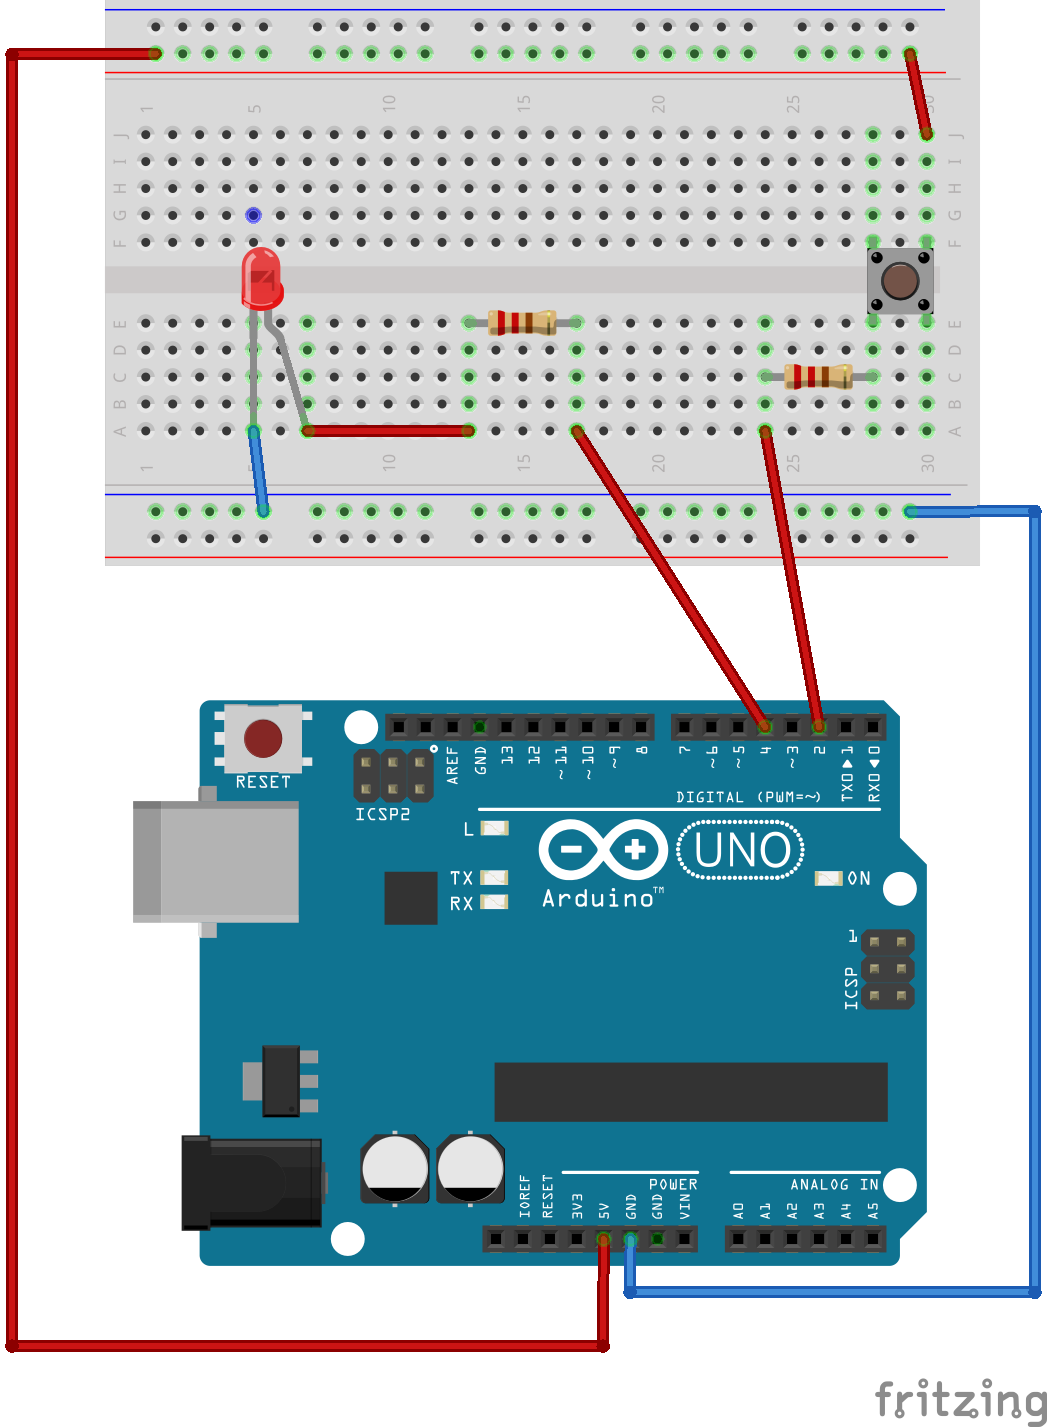 1 5 10 15 20 25 30
J J
I I
H H
G G
F F
E E
D D
C C
B B
A A
1 5 10 15 20 25 30
RESET
ICSP2
AREF GND 13 12 ~11 ~10 ~9 8 7 ~6 ~5 4 ~3 2 TX0▶1 RX0◀0
DIGITAL (PWM=~)
L
TX
RX
UNO
Arduino™
ON
1
ICSP
IOREF RESET 3V3 5V GND GND VIN
POWER
A0 A1 A2 A3 A4 A5
ANALOG IN
fritzing